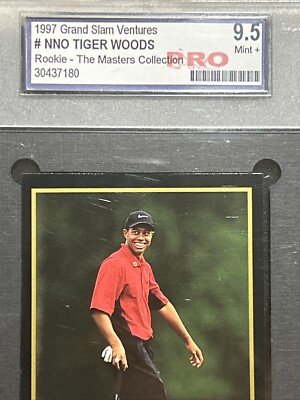 1997 Grand Slam Ventures
# NNO TIGER WOODS
Rookie - The Masters Collection
30437180
PRO
9.5
Mint +